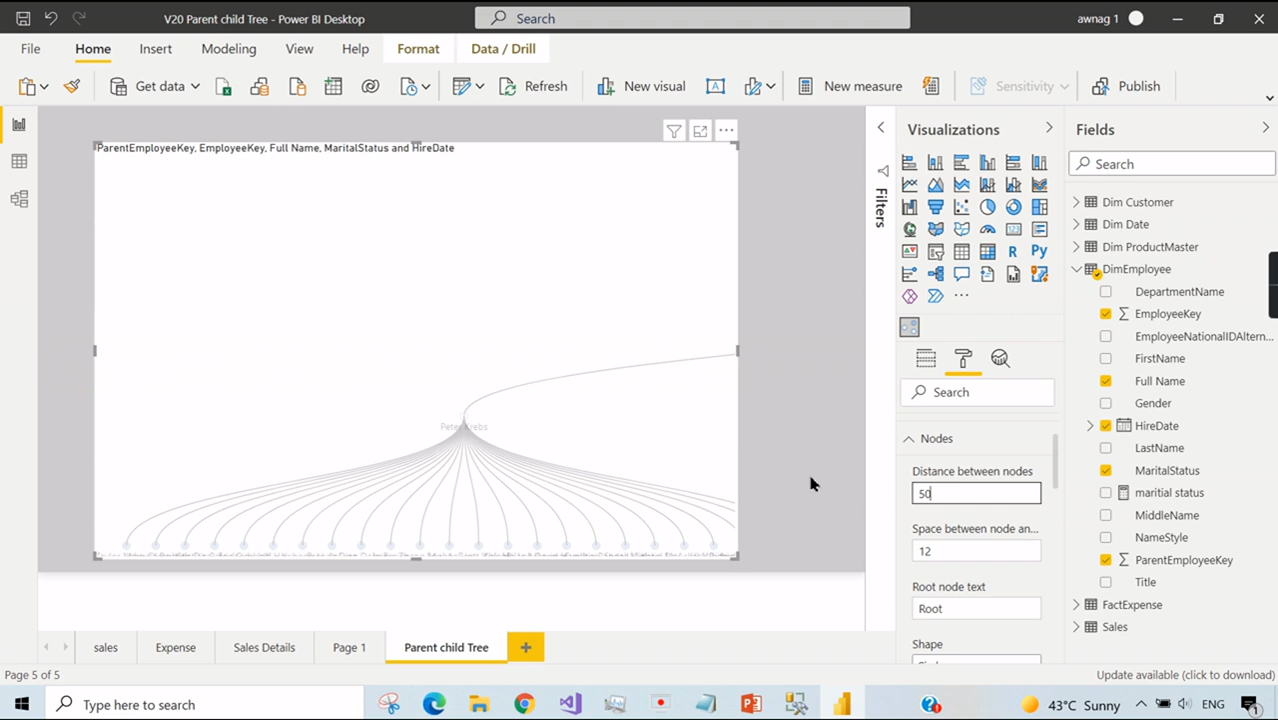 V20 Parent child Tree - Power BI Desktop
Search
awnag 1
File
Home
Insert
Modeling
View
Help
Format
Data / Drill
Get data
Refresh
New visual
New measure
Sensitivity
Publish
ParentEmployeeKey, EmployeeKey, Full Name, MaritalStatus and HireDate
Peter Krebs
Filters
Visualizations
R
Py
Search
Nodes
Distance between nodes
50
Space between node an...
12
Root node text
Root
Shape
Fields
Search
Dim Customer
Dim Date
Dim ProductMaster
DimEmployee
DepartmentName
EmployeeKey
EmployeeNationalIDAltern...
FirstName
Full Name
Gender
HireDate
LastName
MaritalStatus
maritial status
MiddleName
NameStyle
ParentEmployeeKey
Title
FactExpense
Sales
sales
Expense
Sales Details
Page 1
Parent child Tree
Page 5 of 5
Update available (click to download)
Type here to search
43°C Sunny
ENG
1